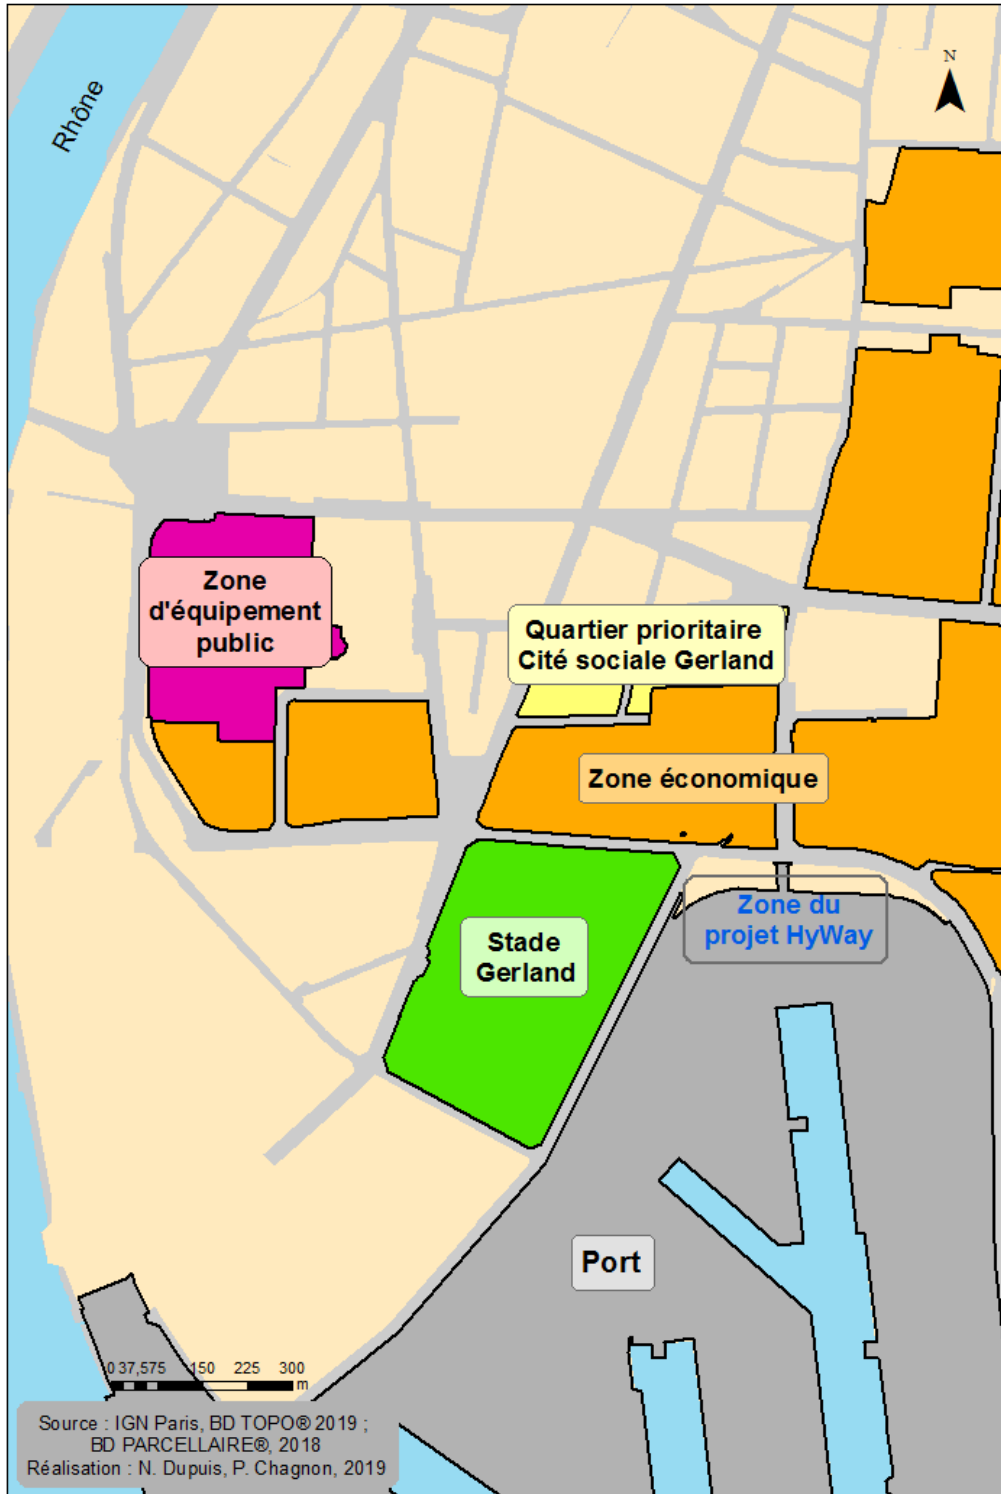 Rhône
N
Zone
d'équipement
public
Quartier prioritaire
Cité sociale Gerland
Zone économique
Zone du
projet HyWay
Stade
Gerland
Port
0 37,575 150 225 300
m
Source : IGN Paris, BD TOPO® 2019 ;
BD PARCELLAIRE®, 2018
Réalisation : N. Dupuis, P. Chagnon, 2019